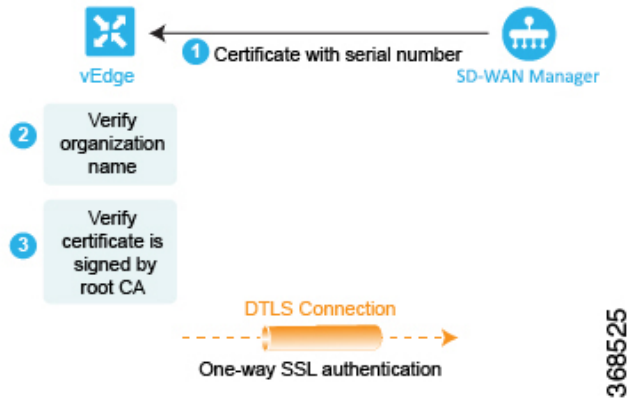 1 Certificate with serial number
vEdge
SD-WAN Manager
2
Verify
organization
name
3
Verify
certificate is
signed by
root CA
DTLS Connection
One-way SSL authentication
368525